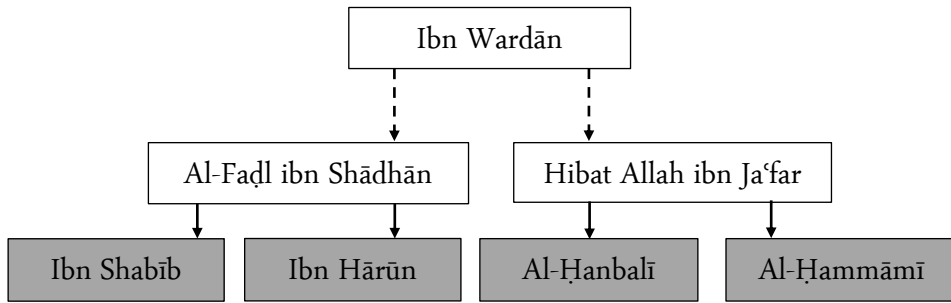 Ibn Wardān
Al-Faḍl ibn Shādhān
Hibat Allah ibn Jaʿfar
Ibn Shabīb
Ibn Hārūn
Al-Ḥanbalī
Al-Ḥammāmī